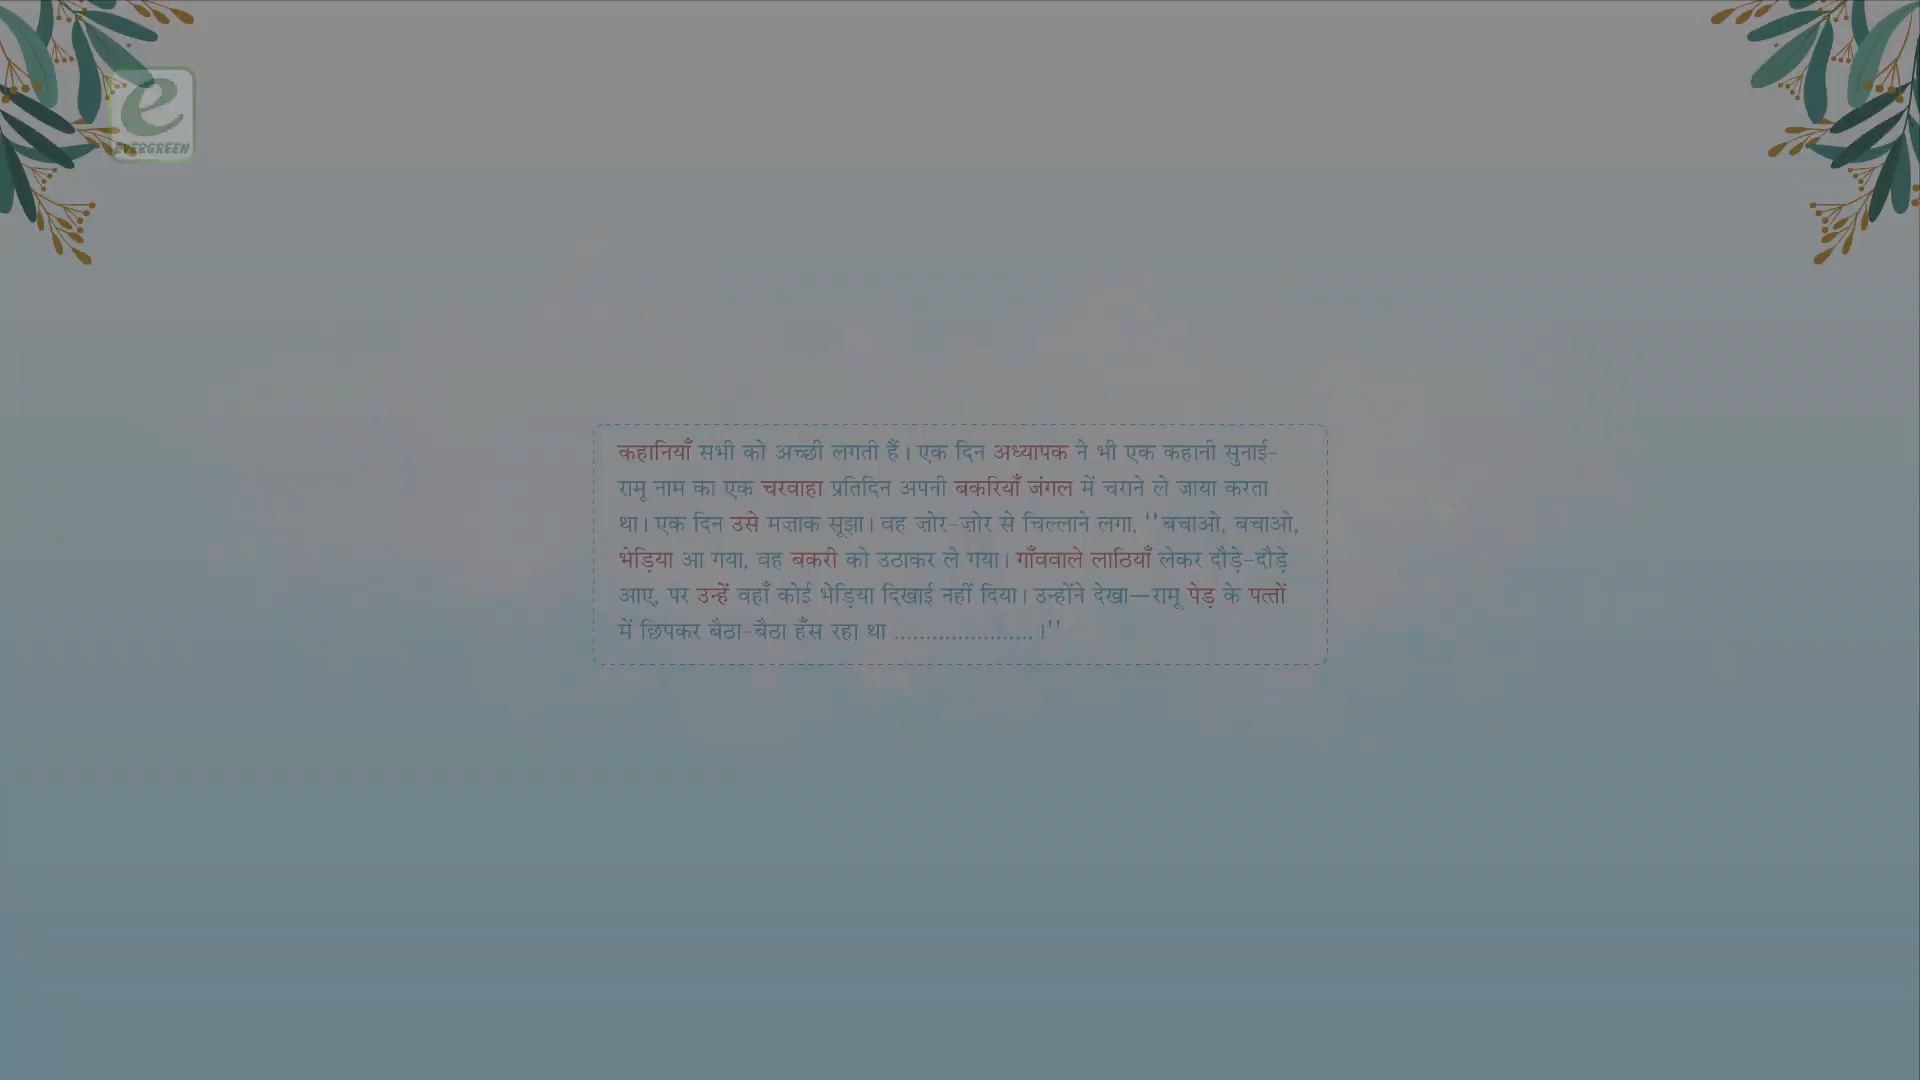 e
EVERGREEN
कहानियाँ सभी को अच्छी लगती हैं। एक दिन अध्यापक ने भी एक कहानी सुनाई-
रामू नाम का एक चरवाहा प्रतिदिन अपनी बकरियाँ जंगल में चराने ले जाया करता
था। एक दिन उसे मज़ाक सूझा। वह ज़ोर-ज़ोर से चिल्लाने लगा, ‘‘बचाओ, बचाओ,
भेड़िया आ गया, वह बकरी को उठाकर ले गया। गाँववाले लाठियाँ लेकर दौड़े-दौड़े
आए, पर उन्हें वहाँ कोई भेड़िया दिखाई नहीं दिया। उन्होंने देखा—रामू पेड़ के पत्तों
में छिपकर बैठा-बैठा हँस रहा था ......................।’’